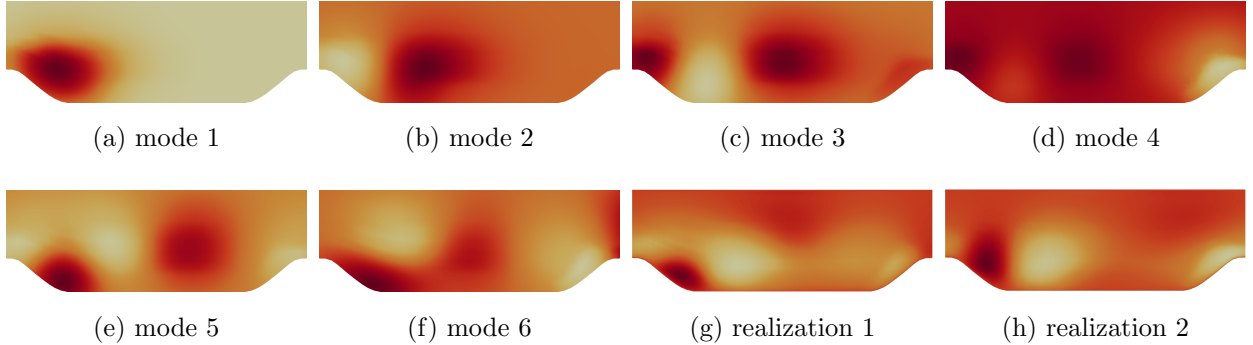 (a) mode 1
(b) mode 2
(c) mode 3
(d) mode 4
(e) mode 5
(f) mode 6
(g) realization 1
(h) realization 2